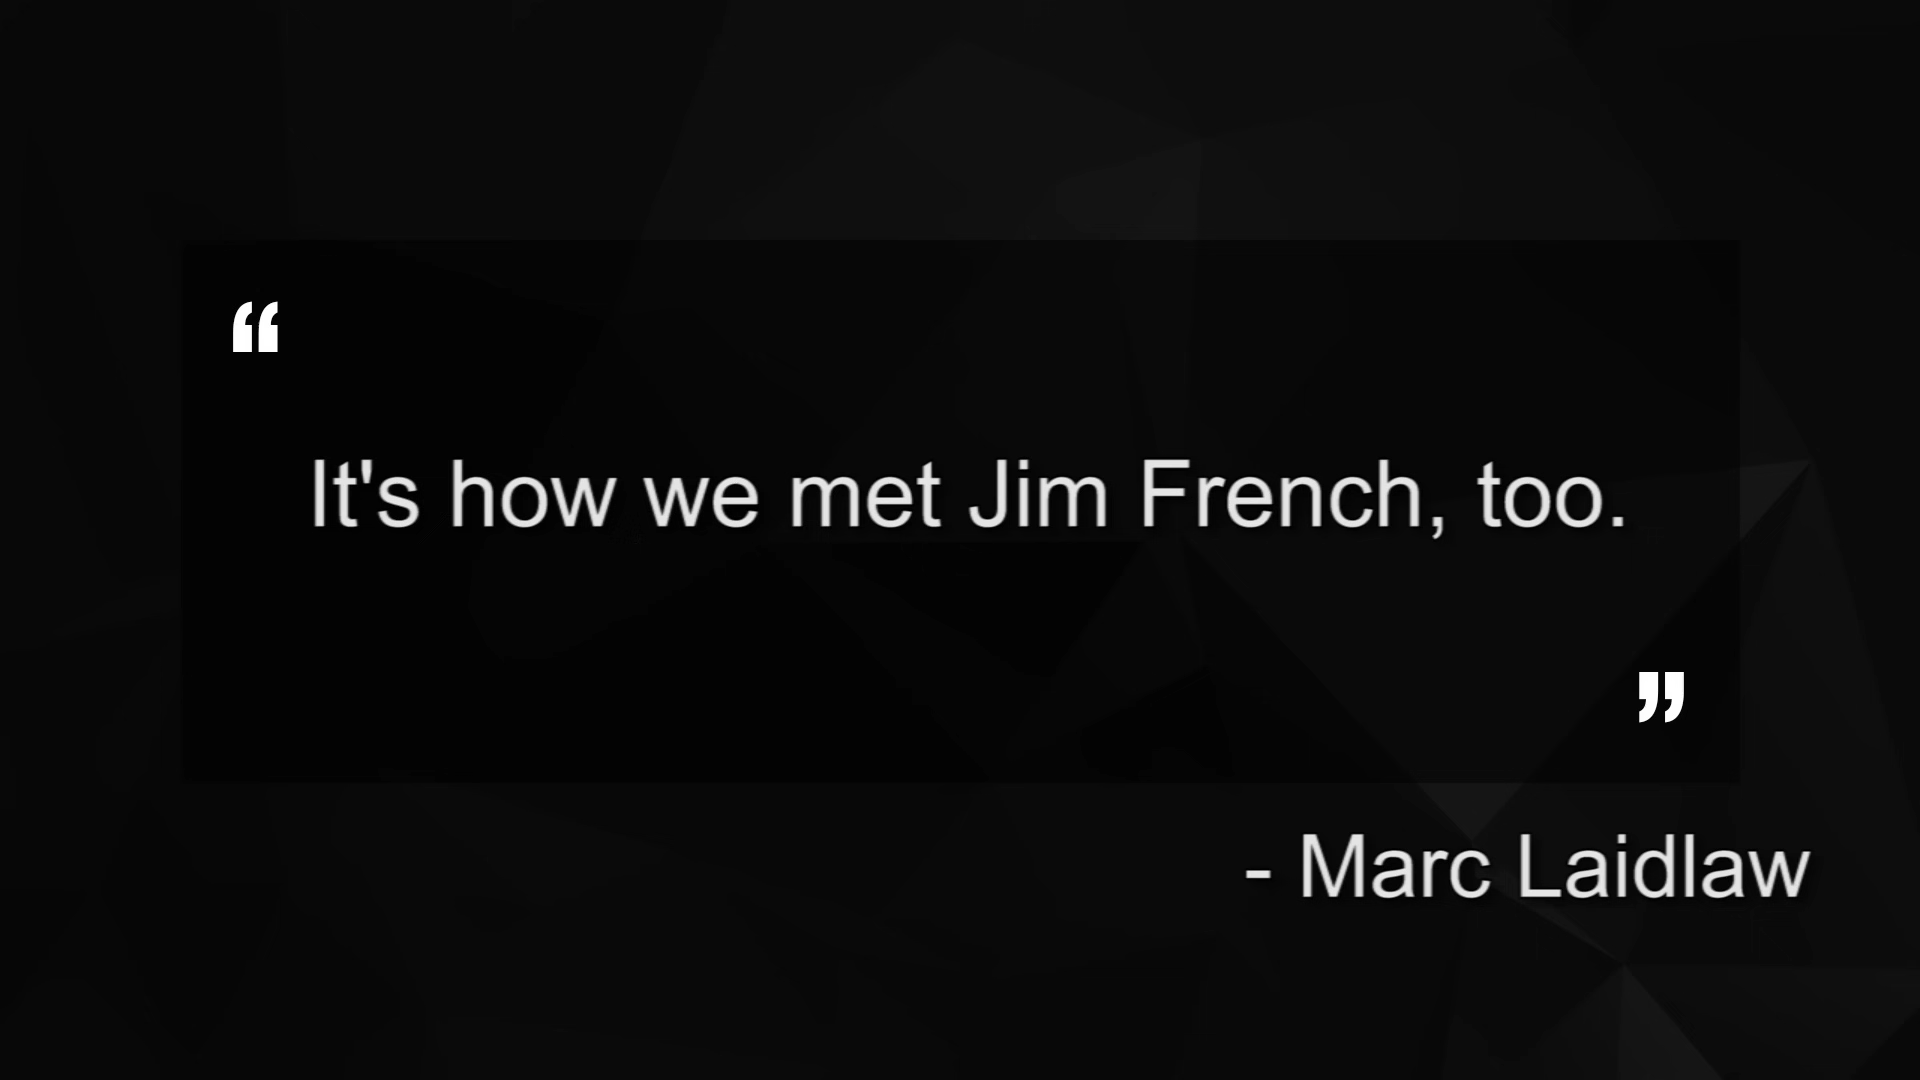 “
It's how we met Jim French, too.
”
- Marc Laidlaw